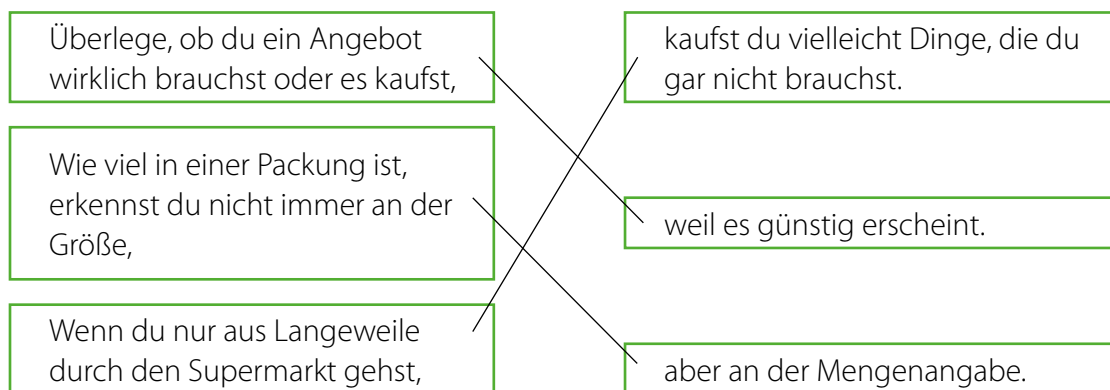 Überlege, ob du ein Angebot
wirklich brauchst oder es kaufst,
Wie viel in einer Packung ist,
erkennst du nicht immer an der
Größe,
Wenn du nur aus Langeweile
durch den Supermarkt gehst,
kaufst du vielleicht Dinge, die du
gar nicht brauchst.
weil es günstig erscheint.
aber an der Mengenangabe.